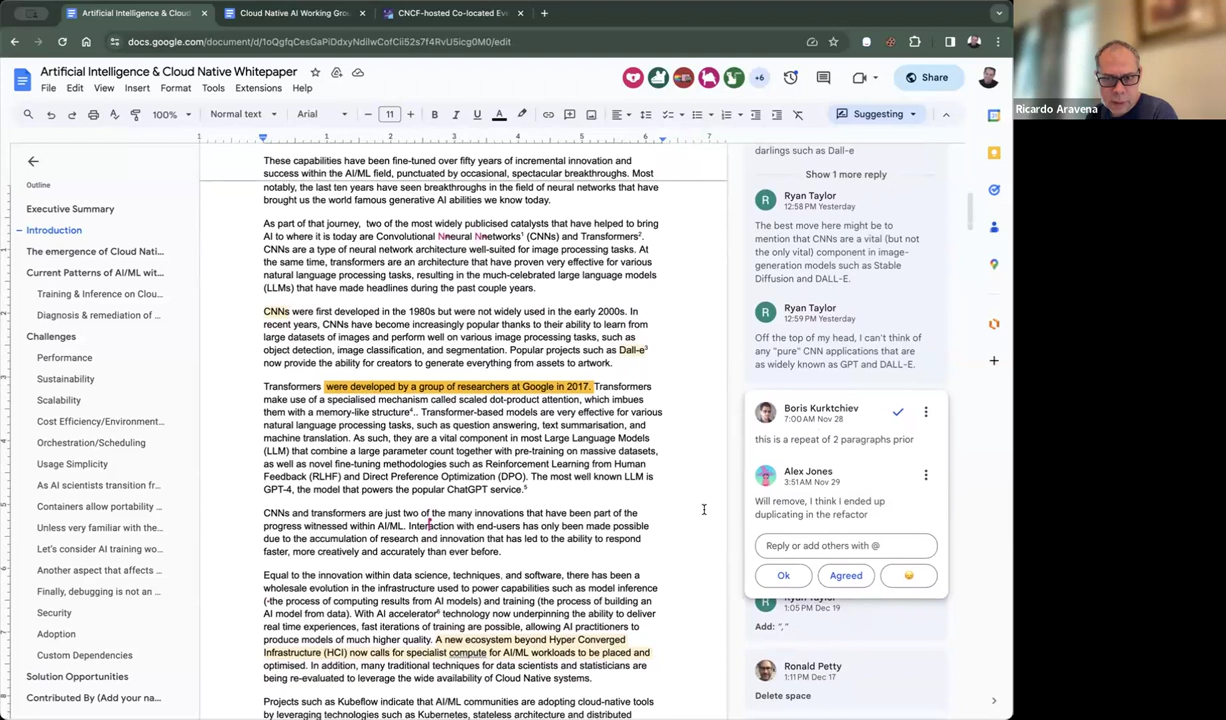 Artificial Intelligence & Cloud
Cloud Native AI Working Gro
CNCF-hosted Co-located Eve
docs.google.com/document/d/1oQgfqCesGaPiDdxyNdilwCofCii52s7f4RvU5icg0M0/edit
Artificial Intelligence & Cloud Native Whitepaper
File Edit View Insert Format Tools Extensions Help
+6
Share
100%
Normal text
Arial
11
Suggesting
Ricardo Aravena
1 1 2 3 4 5 6 7
Outline
Executive Summary
Introduction
The emergence of Cloud Nati...
Current Patterns of AI/ML wit...
Training & Inference on Clou...
Diagnosis & remediation of ...
Challenges
Performance
Sustainability
Scalability
Cost Efficiency/Environment...
Orchestration/Scheduling
Usage Simplicity
As AI scientists transition fr...
Containers allow portability ...
Unless very familiar with the...
Let's consider AI training wo...
Another aspect that affects ...
Finally, debugging is not an ...
Security
Adoption
Custom Dependencies
Solution Opportunities
Contributed By (Add your na...
These capabilities have been fine-tuned over fifty years of incremental innovation and
success within the AI/ML field, punctuated by occasional, spectacular breakthroughs. Most
notably, the last ten years have seen breakthroughs in the field of neural networks that have
brought us the world famous generative AI abilities we know today.
As part of that journey, two of the most widely publicised catalysts that have helped to bring
AI to where it is today are Convolutional Nneural Nnetworks¹ (CNNs) and Transformers².
CNNs are a type of neural network architecture well-suited for image processing tasks. At
the same time, transformers are an architecture that have proven very effective for various
natural language processing tasks, resulting in the much-celebrated large language models
(LLMs) that have made headlines during the past couple years.
CNNs were first developed in the 1980s but were not widely used in the early 2000s. In
recent years, CNNs have become increasingly popular thanks to their ability to learn from
large datasets of images and perform well on various image processing tasks, such as
object detection, image classification, and segmentation. Popular projects such as Dall-e³
now provide the ability for creators to generate everything from assets to artwork.
Transformers were developed by a group of researchers at Google in 2017. Transformers
make use of a specialised mechanism called scaled dot-product attention, which imbues
them with a memory-like structure⁴.. Transformer-based models are very effective for various
natural language processing tasks, such as question answering, text summarisation, and
machine translation. As such, they are a vital component in most Large Language Models
(LLM) that combine a large parameter count together with pre-training on massive datasets,
as well as novel fine-tuning methodologies such as Reinforcement Learning from Human
Feedback (RLHF) and Direct Preference Optimization (DPO). The most well known LLM is
GPT-4, the model that powers the popular ChatGPT service.⁵
CNNs and transformers are just two of the many innovations that have been part of the
progress witnessed within AI/ML. Interaction with end-users has only been made possible
due to the accumulation of research and innovation that has led to the ability to respond
faster, more creatively and accurately than ever before.
Equal to the innovation within data science, techniques, and software, there has been a
wholesale evolution in the infrastructure used to power capabilities such as model inference
(-the process of computing results from AI models) and training (the process of building an
AI model from data). With AI accelerator⁶ technology now underpinning the ability to deliver
real time experiences, fast iterations of training are possible, allowing AI practitioners to
produce models of much higher quality. A new ecosystem beyond Hyper Converged
Infrastructure (HCI) now calls for specialist compute for AI/ML workloads to be placed and
optimised. In addition, many traditional techniques for data scientists and statisticians are
being re-evaluated to leverage the wide availability of Cloud Native systems.
Projects such as Kubeflow indicate that AI/ML communities are adopting cloud-native tools
by leveraging technologies such as Kubernetes, stateless architecture and distributed
darlings such as Dall-e
Show 1 more reply
Ryan Taylor
12:58 PM Yesterday
The best move here might be to
mention that CNNs are a vital (but not
the only vital) component in image-
generation models such as Stable
Diffusion and DALL-E.
Ryan Taylor
12:59 PM Yesterday
Off the top of my head, I can't think of
any "pure" CNN applications that are
as widely known as GPT and DALL-E.
Boris Kurktchiev
7:00 AM Nov 28
this is a repeat of 2 paragraphs prior
Alex Jones
3:51 AM Nov 29
Will remove, I think I ended up
duplicating in the refactor
Reply or add others with @
Ok
Agreed
Ryan Taylor
1:05 PM Dec 19
Add: ","
Ronald Petty
1:11 PM Dec 17
Delete space